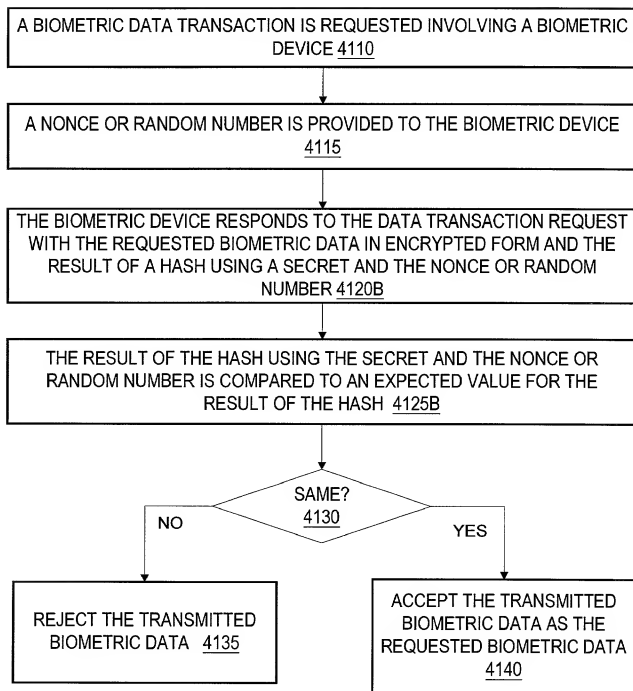 A BIOMETRIC DATA TRANSACTION IS REQUESTED INVOLVING A BIOMETRIC
DEVICE 4110
A NONCE OR RANDOM NUMBER IS PROVIDED TO THE BIOMETRIC DEVICE
4115
THE BIOMETRIC DEVICE RESPONDS TO THE DATA TRANSACTION REQUEST
WITH THE REQUESTED BIOMETRIC DATA IN ENCRYPTED FORM AND THE
RESULT OF A HASH USING A SECRET AND THE NONCE OR RANDOM
NUMBER 4120B
THE RESULT OF THE HASH USING THE SECRET AND THE NONCE OR
RANDOM NUMBER IS COMPARED TO AN EXPECTED VALUE FOR THE
RESULT OF THE HASH 4125B
SAME?
4130
NO
YES
REJECT THE TRANSMITTED
BIOMETRIC DATA 4135
ACCEPT THE TRANSMITTED
BIOMETRIC DATA AS THE
REQUESTED BIOMETRIC DATA
4140